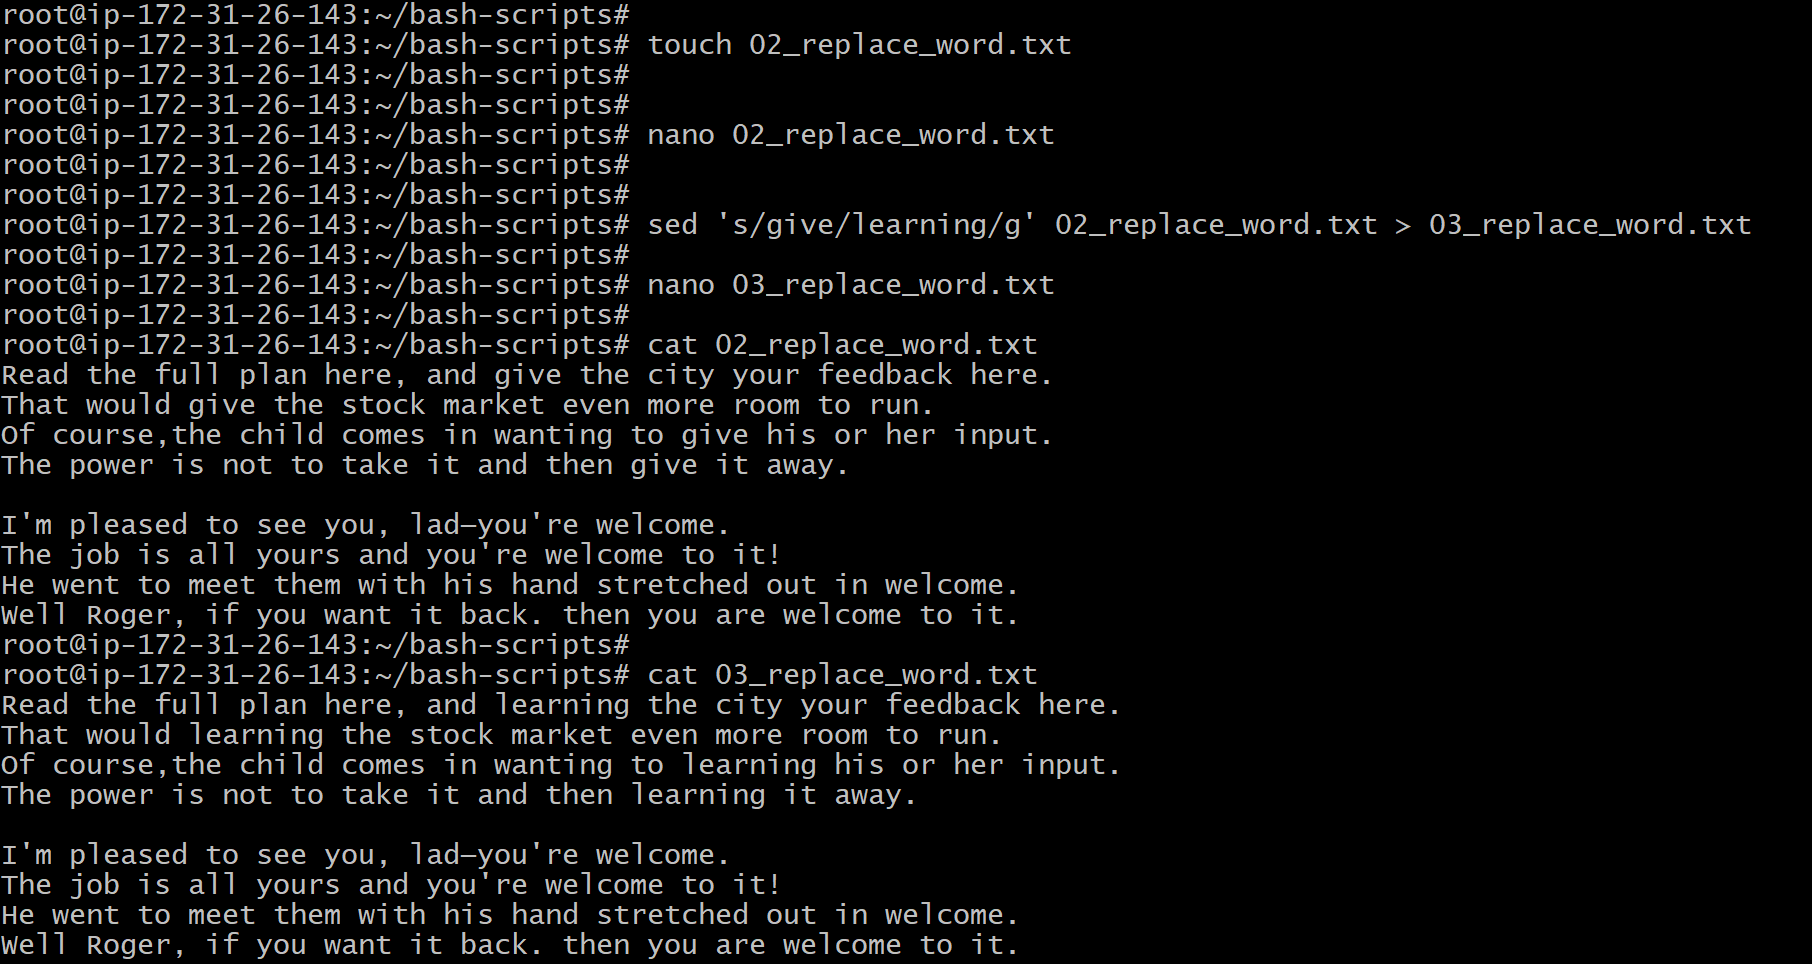 root@ip-172-31-26-143:~/bash-scripts#
root@ip-172-31-26-143:~/bash-scripts# touch 02_replace_word.txt
root@ip-172-31-26-143:~/bash-scripts#
root@ip-172-31-26-143:~/bash-scripts#
root@ip-172-31-26-143:~/bash-scripts# nano 02_replace_word.txt
root@ip-172-31-26-143:~/bash-scripts#
root@ip-172-31-26-143:~/bash-scripts#
root@ip-172-31-26-143:~/bash-scripts# sed 's/give/learning/g' 02_replace_word.txt > 03_replace_word.txt
root@ip-172-31-26-143:~/bash-scripts#
root@ip-172-31-26-143:~/bash-scripts# nano 03_replace_word.txt
root@ip-172-31-26-143:~/bash-scripts#
root@ip-172-31-26-143:~/bash-scripts# cat 02_replace_word.txt
Read the full plan here, and give the city your feedback here.
That would give the stock market even more room to run.
Of course,the child comes in wanting to give his or her input.
The power is not to take it and then give it away.

I'm pleased to see you, lad—you're welcome.
The job is all yours and you're welcome to it!
He went to meet them with his hand stretched out in welcome.
Well Roger, if you want it back. then you are welcome to it.
root@ip-172-31-26-143:~/bash-scripts#
root@ip-172-31-26-143:~/bash-scripts# cat 03_replace_word.txt
Read the full plan here, and learning the city your feedback here.
That would learning the stock market even more room to run.
Of course,the child comes in wanting to learning his or her input.
The power is not to take it and then learning it away.

I'm pleased to see you, lad—you're welcome.
The job is all yours and you're welcome to it!
He went to meet them with his hand stretched out in welcome.
Well Roger, if you want it back. then you are welcome to it.